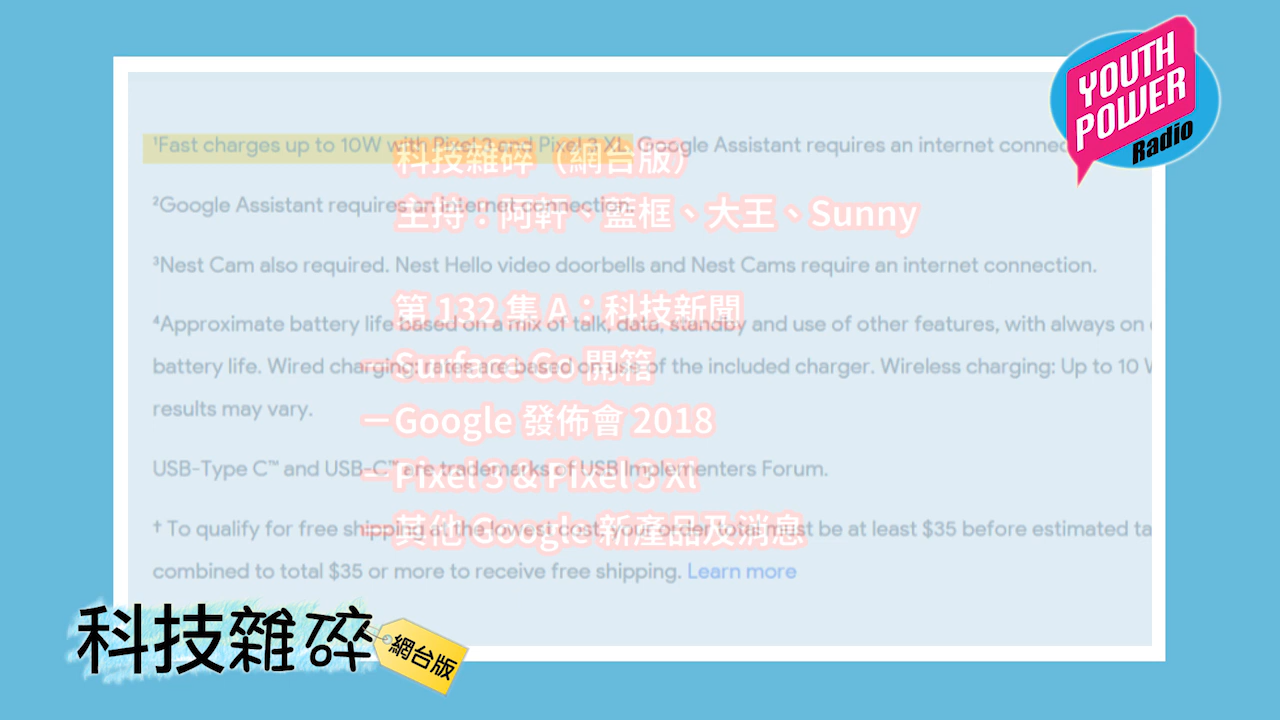 YOUTH
POWER
Radio
¹Fast charges up to 10W with Pixel 3 and Pixel 3 XL. Google Assistant requires an internet connec
²Google Assistant requires an internet connection.
³Nest Cam also required. Nest Hello video doorbells and Nest Cams require an internet connection.
⁴Approximate battery life based on a mix of talk, data, standby and use of other features, with always on
battery life. Wired charging: rates are based on use of the included charger. Wireless charging: Up to 10 W
results may vary.
USB-Type C™ and USB-C™ are trademarks of USB Implementers Forum.
† To qualify for free shipping at the lowest cost, your order total must be at least $35 before estimated ta
combined to total $35 or more to receive free shipping. Learn more
科技雜碎（網台版）
主持：阿軒、籃框、大王、Sunny
第 132 集 A：科技新聞
－Surface Go 開箱
－Google 發佈會 2018
－Pixel 3 & Pixel 3 Xl
－其他 Google 新產品及消息
科技雜碎
網台版